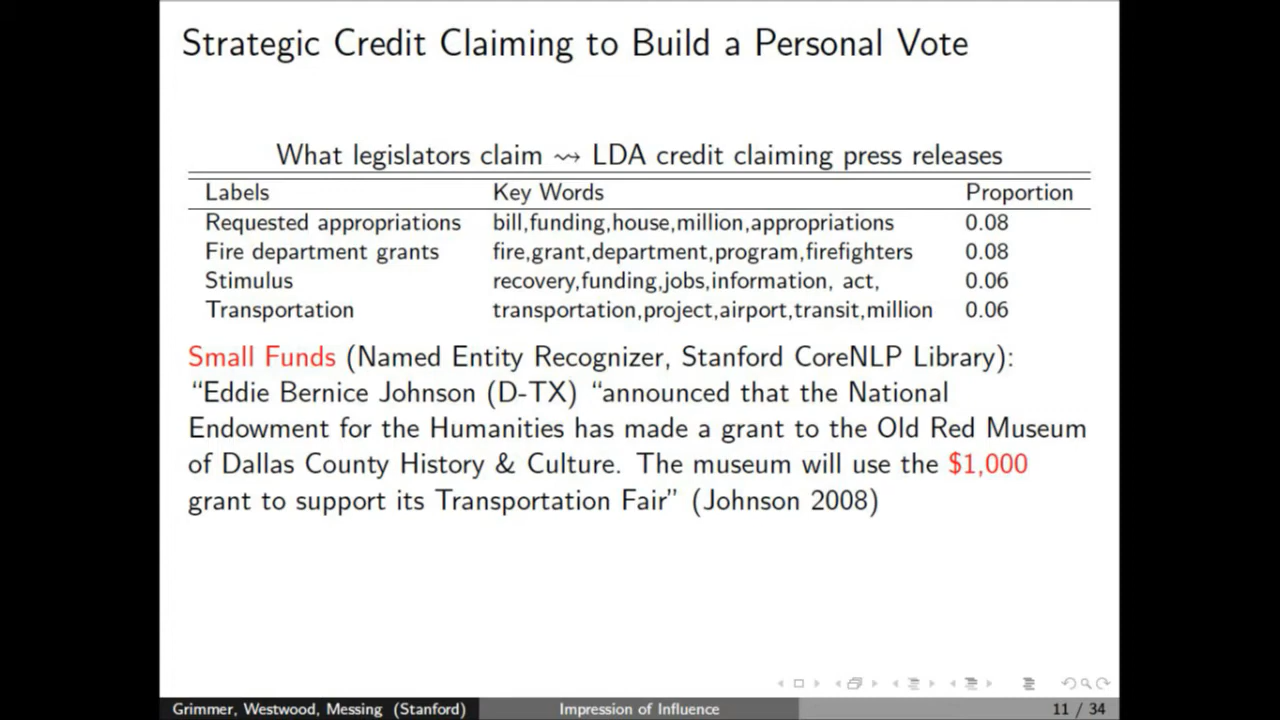 Strategic Credit Claiming to Build a Personal Vote
What legislators claim ⇝ LDA credit claiming press releases
Labels Key Words Proportion
Requested appropriations bill,funding,house,million,appropriations 0.08
Fire department grants fire,grant,department,program,firefighters 0.08
Stimulus recovery,funding,jobs,information, act, 0.06
Transportation transportation,project,airport,transit,million 0.06
Small Funds (Named Entity Recognizer, Stanford CoreNLP Library):
“Eddie Bernice Johnson (D-TX) “announced that the National
Endowment for the Humanities has made a grant to the Old Red Museum
of Dallas County History & Culture. The museum will use the $1,000
grant to support its Transportation Fair” (Johnson 2008)
Grimmer, Westwood, Messing (Stanford) Impression of Influence 11 / 34